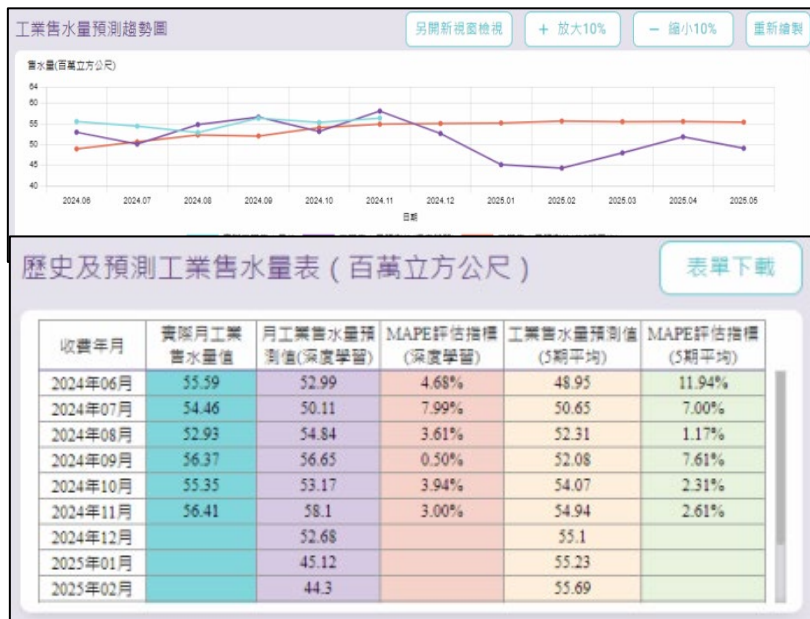 工業售水量預測趨勢圖
另開新視窗檢視
+ 放大10%
- 縮小10%
重新繪製
售水量(百萬立方公尺)
64
60
55
50
45
40
2024.06 2024.07 2024.08 2024.09 2024.10 2024.11 2024.12 2025.01 2025.02 2025.03 2025.04 2025.05
日期
歷史及預測工業售水量表(百萬立方公尺)
表單下載
收費年月 實際月工業售水量值 月工業售水量預測值(深度學習) MAPE評估指標(深度學習) 工業售水量預測值(5期平均) MAPE評估指標(5期平均)
2024年06月 55.59 52.99 4.68% 48.95 11.94%
2024年07月 54.46 50.11 7.99% 50.65 7.00%
2024年08月 52.93 54.84 3.61% 52.31 1.17%
2024年09月 56.37 56.65 0.50% 52.08 7.61%
2024年10月 55.35 53.17 3.94% 54.07 2.31%
2024年11月 56.41 58.1 3.00% 54.94 2.61%
2024年12月 52.68 55.1
2025年01月 45.12 55.23
2025年02月 44.3 55.69